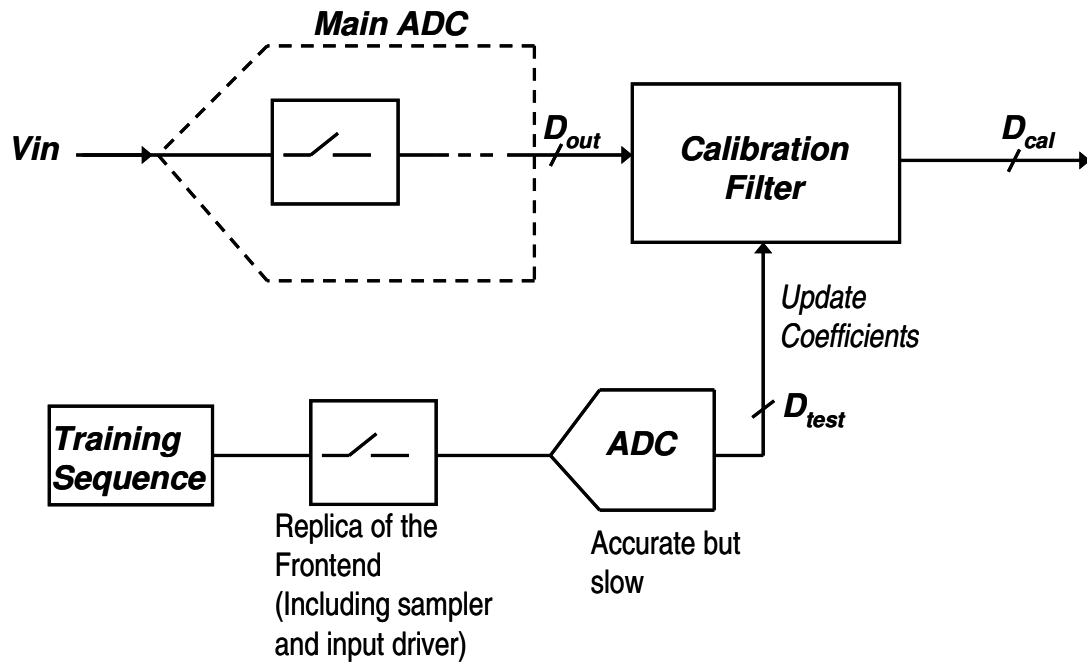 Main ADC
Vin
Dout
Calibration
Filter
Dcal
Update
Coefficients
Training
Sequence
ADC
Dtest
Replica of the
Frontend
(Including sampler
and input driver)
Accurate but
slow